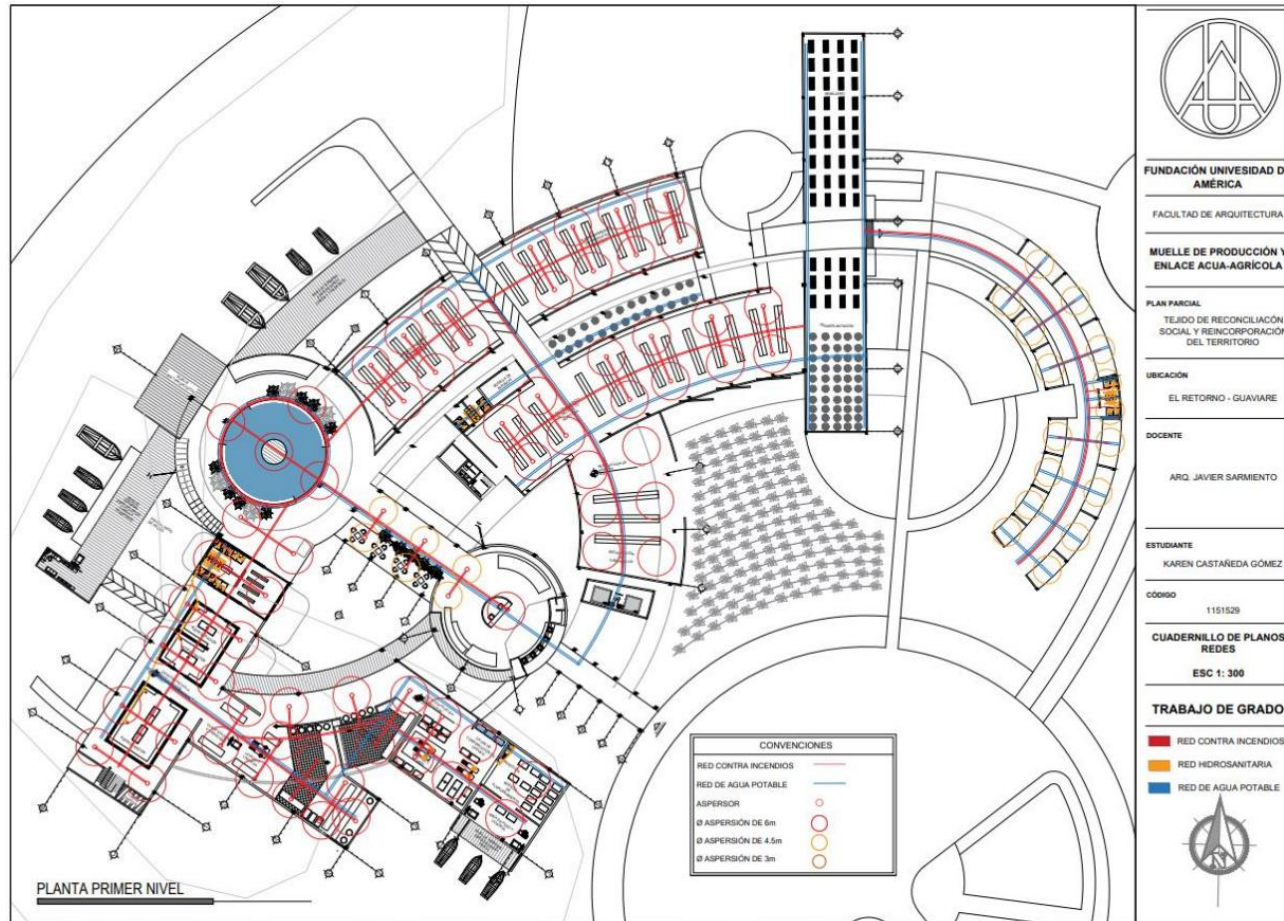 FUNDACIÓN UNIVESIDAD D
AMÉRICA
FACULTAD DE ARQUITECTURA
MUELLE DE PRODUCCIÓN Y
ENLACE ACUA-AGRÍCOLA
PLAN PARCIAL
TEJIDO DE RECONCILIACIÓN
SOCIAL Y REINCORPORACIÓN
DEL TERRITORIO
UBICACIÓN
EL RETORNO - GUAVIARE
DOCENTE
ARQ. JAVIER SARMIENTO
ESTUDIANTE
KAREN CASTAÑEDA GÓMEZ
CÓDIGO
1151529
CUADERNILLO DE PLANOS
REDES
ESC 1: 300
TRABAJO DE GRADO
RED CONTRA INCENDIOS
RED HIDROSANITARIA
RED DE AGUA POTABLE
N
CONVENCIONES
RED CONTRA INCENDIOS
RED DE AGUA POTABLE
ASPERSOR
Ø ASPERSIÓN DE 6m
Ø ASPERSIÓN DE 4.5m
Ø ASPERSIÓN DE 3m
PLANTA PRIMER NIVEL